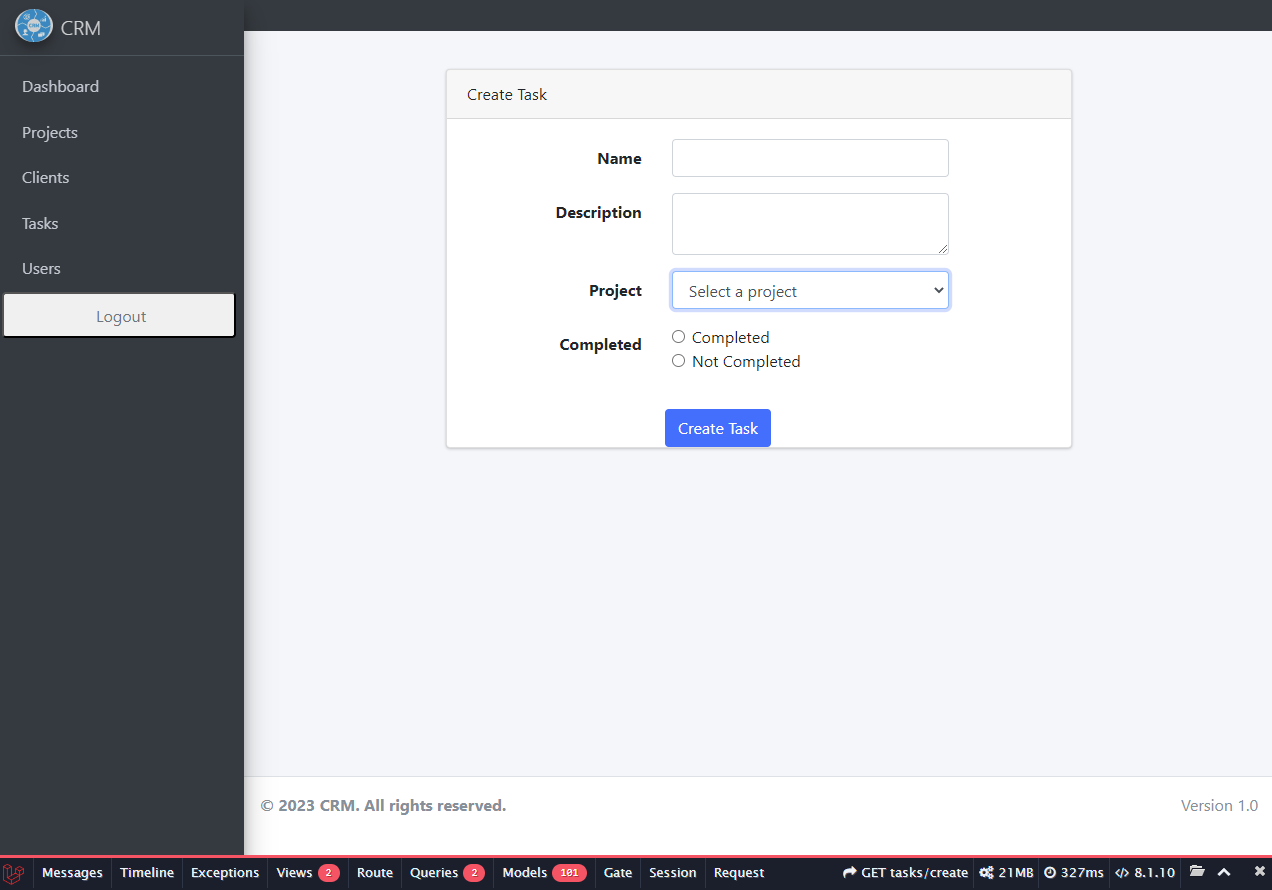 CRM
Dashboard
Projects
Clients
Tasks
Users
Logout
Create Task
Name
Description
Project
Select a project
Completed
Completed
Not Completed
Create Task
© 2023 CRM. All rights reserved.
Version 1.0
Messages Timeline Exceptions Views 2 Route Queries 2 Models 101 Gate Session Request GET tasks/create 21MB 327ms 8.1.10